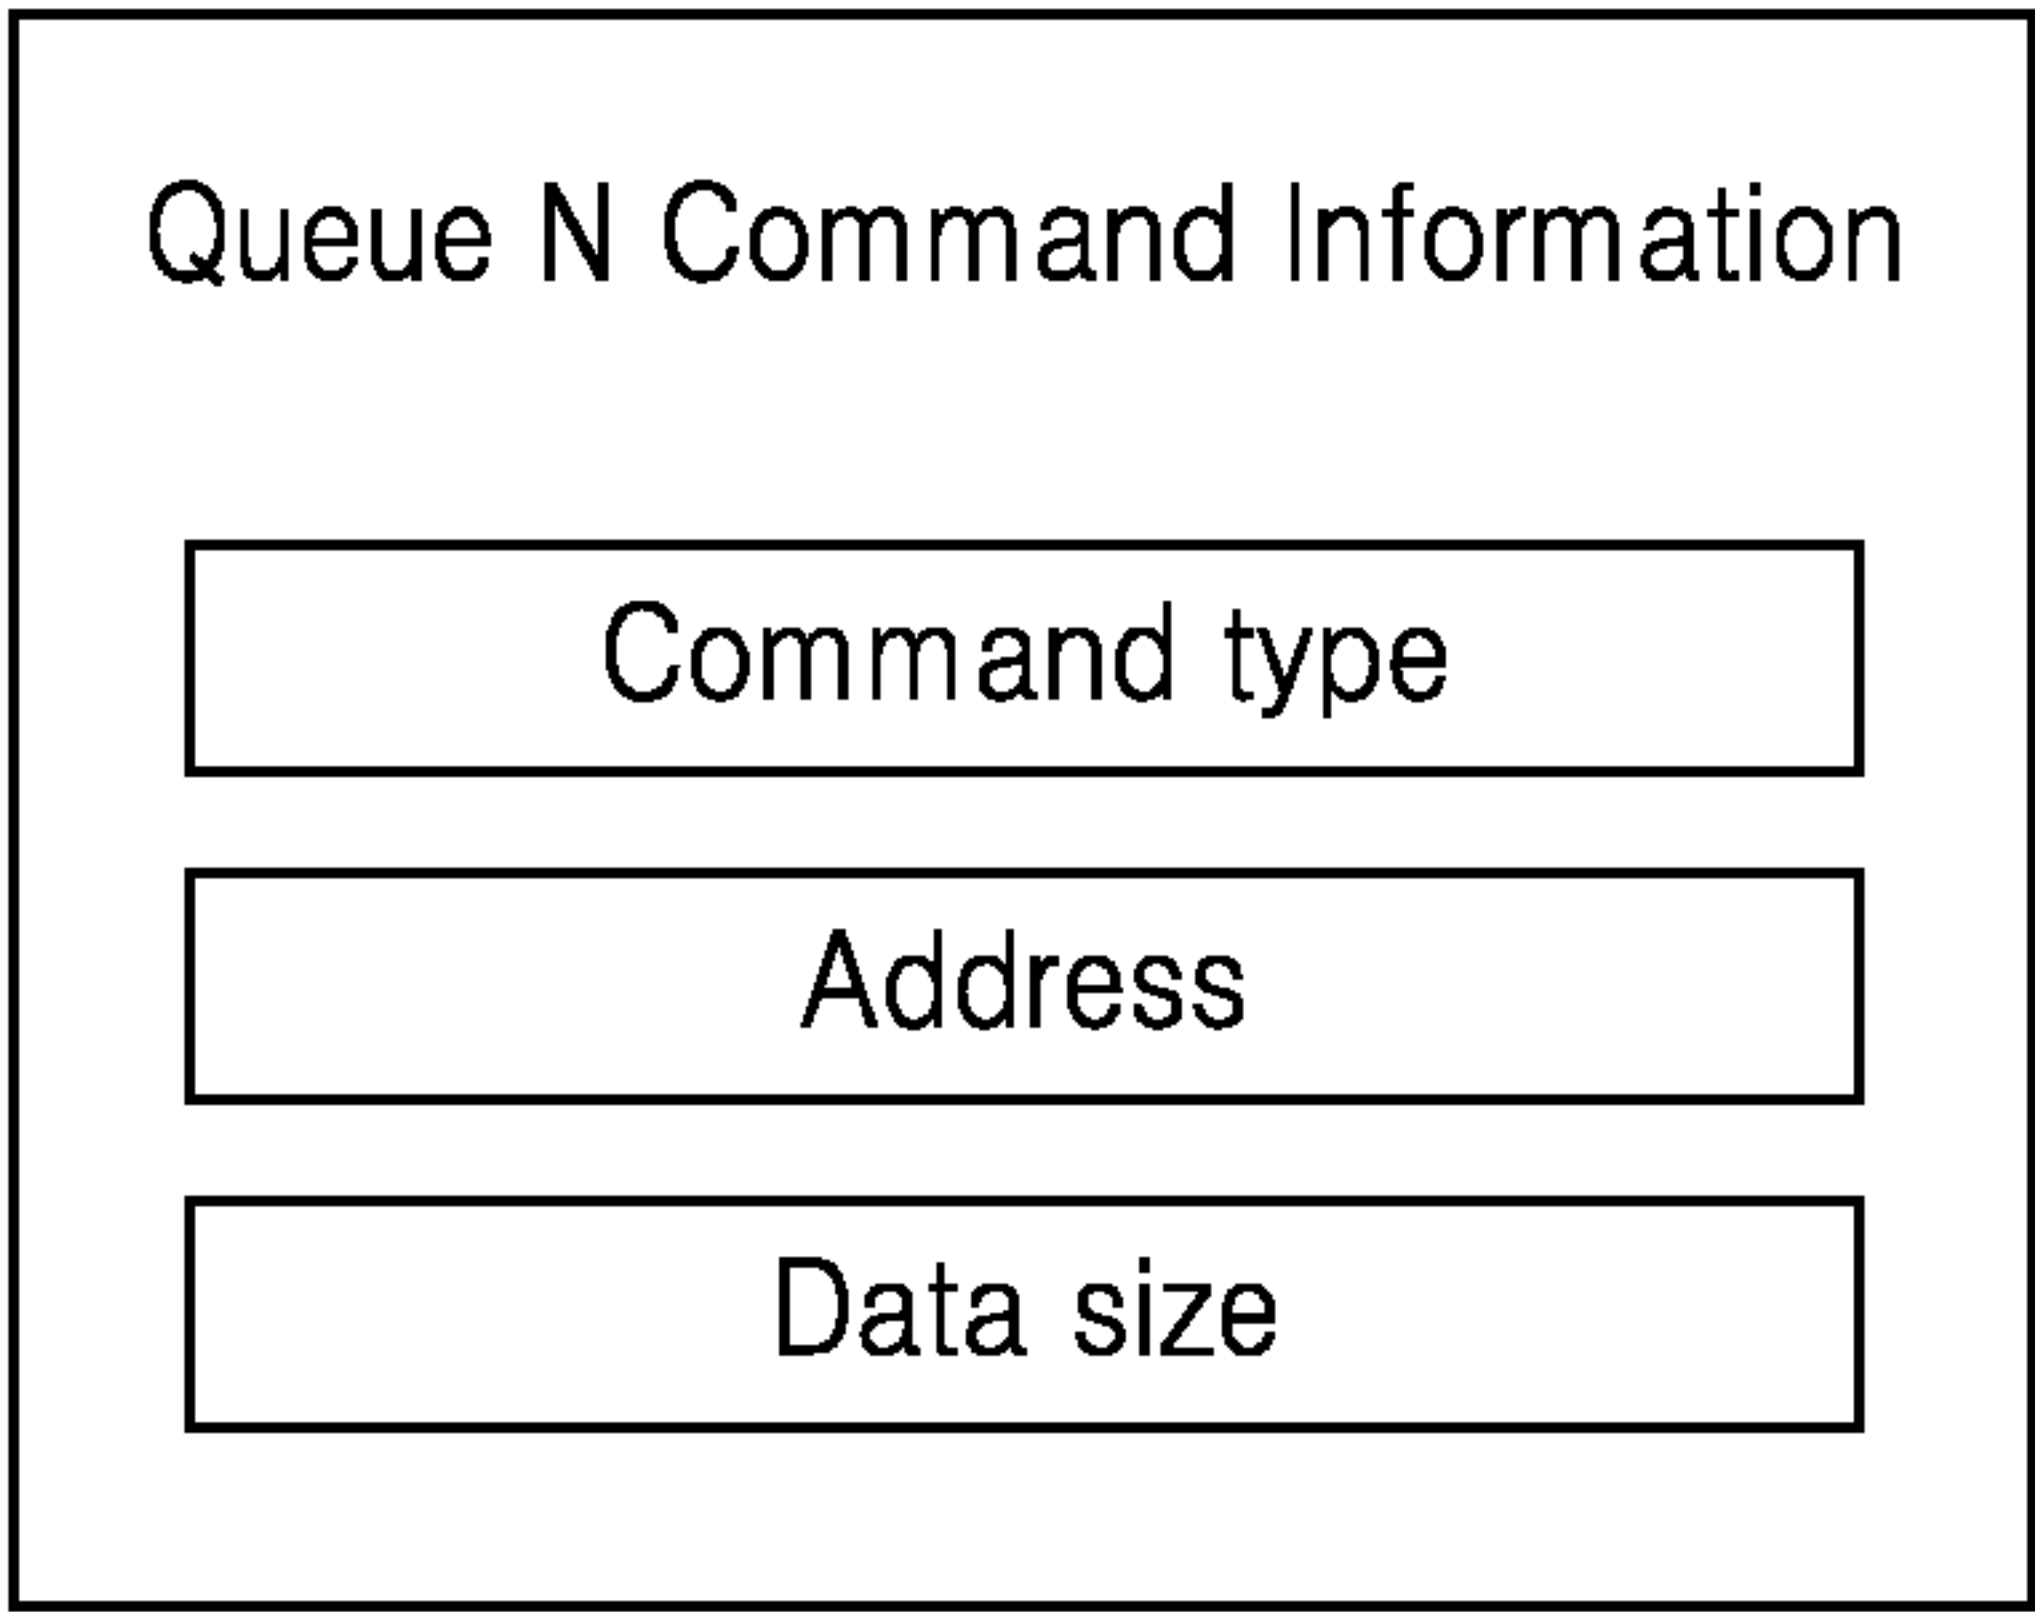 Queue N Command Information
Command type
Address
Data size